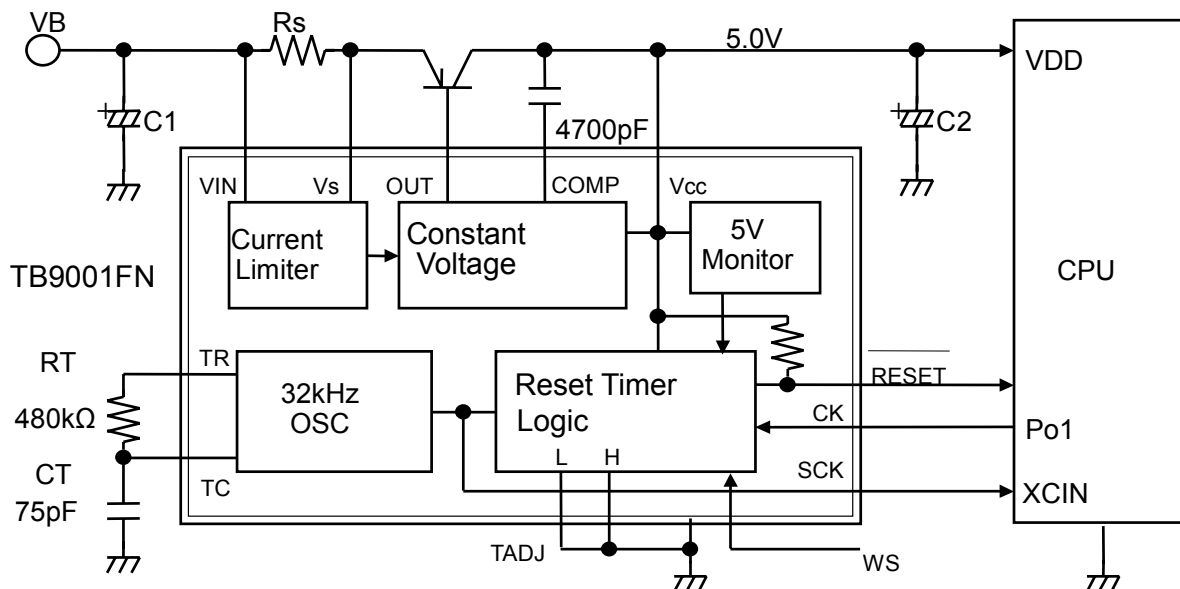 VB
Rs
5.0V
VDD
C1
4700pF
C2
VIN
Vs
OUT
COMP
Vcc
Current
Limiter
Constant
Voltage
5V
Monitor
CPU
TB9001FN
RT
TR
32kHz
OSC
Reset Timer
Logic
RESET
480kΩ
CK
Po1
L
H
CT
TC
SCK
XCIN
75pF
TADJ
WS